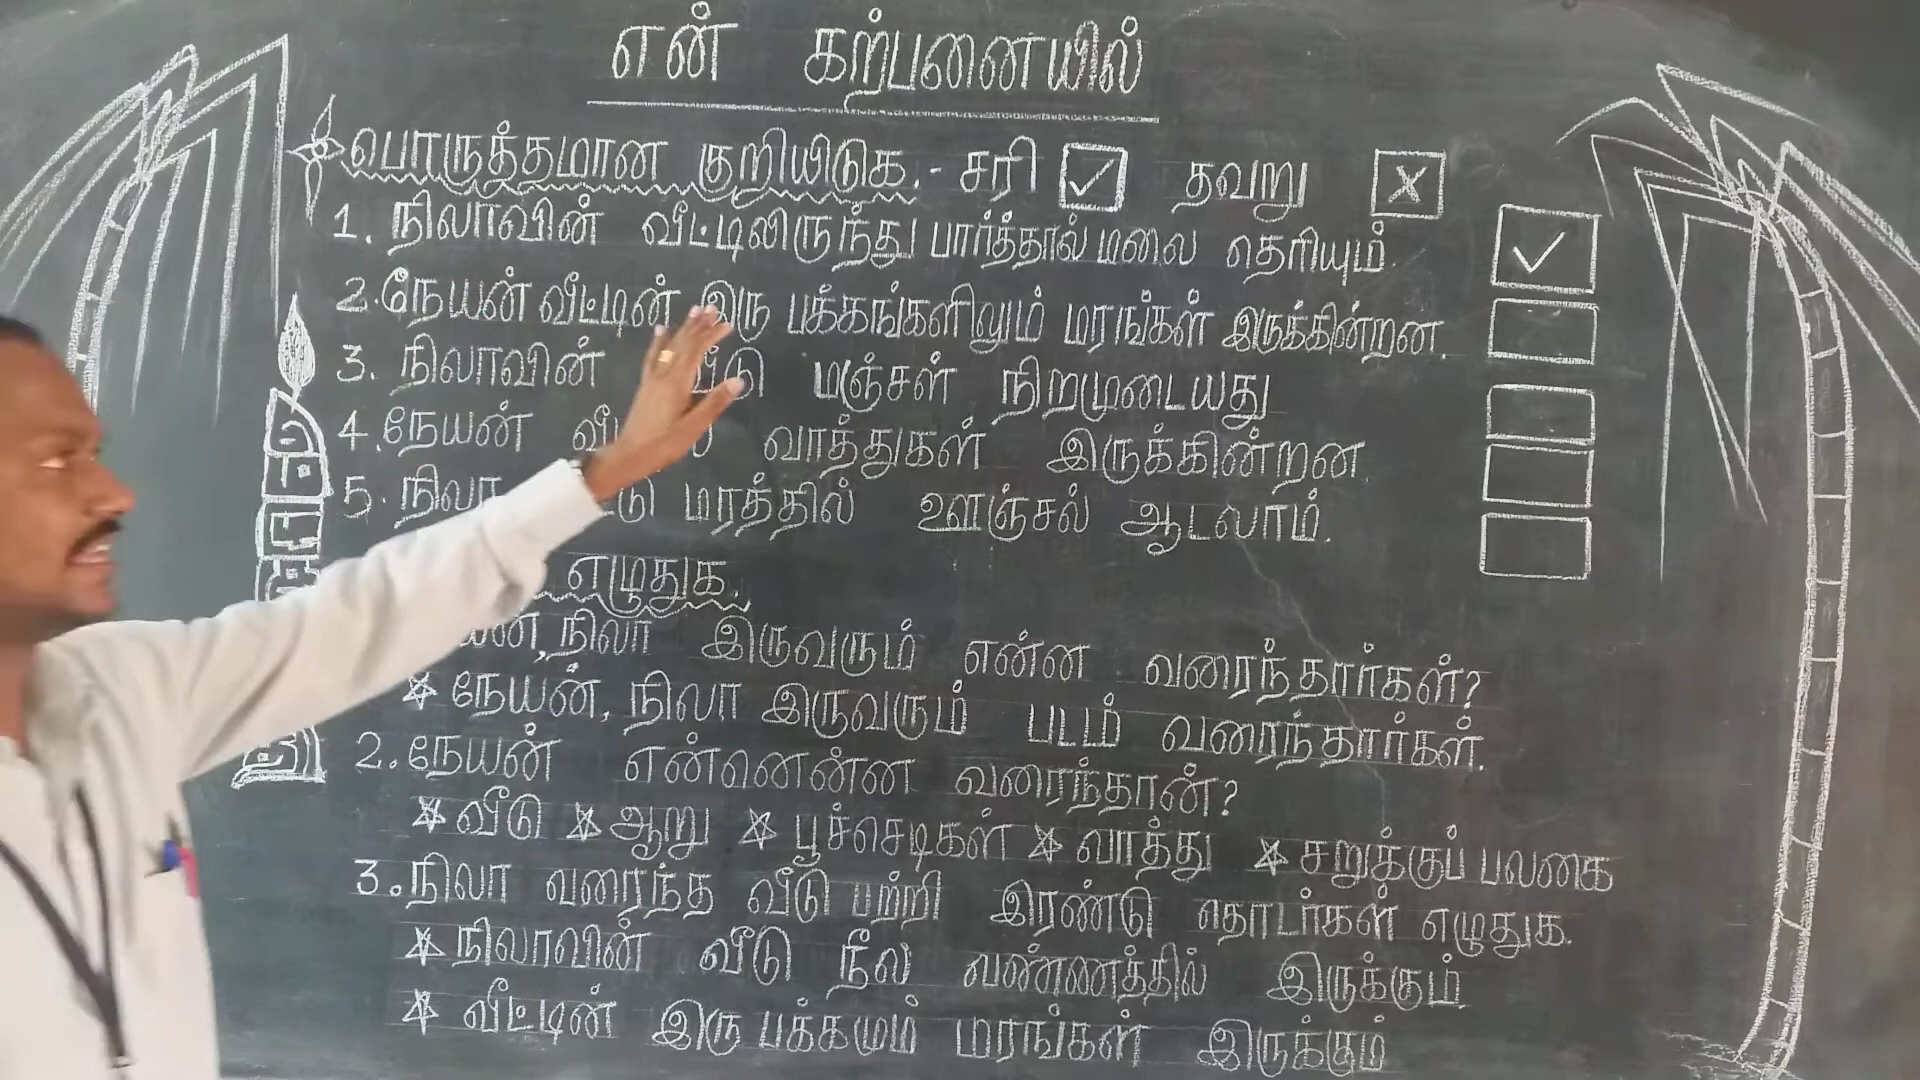 என் கற்பனையில்
பொருத்தமான குறியிடுக.- சரி ✓ தவறு X
1. நிலாவின் வீட்டிலிருந்து பார்த்தால் மலை தெரியும். ✓
2. நேயன் வீட்டின் இரு பக்கங்களிலும் மரங்கள் இருக்கின்றன.
3. நிலாவின் வீடு மஞ்சள் நிறமுடையது
4. நேயன் வாத்துகள் இருக்கின்றன.
5. மரத்தில் ஊஞ்சல் ஆடலாம்.
எழுதுக.
நிலா இருவரும் என்ன வரைந்தார்கள்?
★ நேயன், நிலா இருவரும் படம் வரைந்தார்கள்.
2. நேயன் என்னென்ன வரைந்தான்?
★ வீடு ★ ஆறு ★ பூச்செடிகள் ★ வாத்து ★ சறுக்குப் பலகை
3. நிலா வரைந்த வீடு பற்றி இரண்டு தொடர்கள் எழுதுக.
★ நிலாவின் வீடு நீல வண்ணத்தில் இருக்கும்
★ வீட்டின் இரு பக்கமும் மரங்கள் இருக்கும்